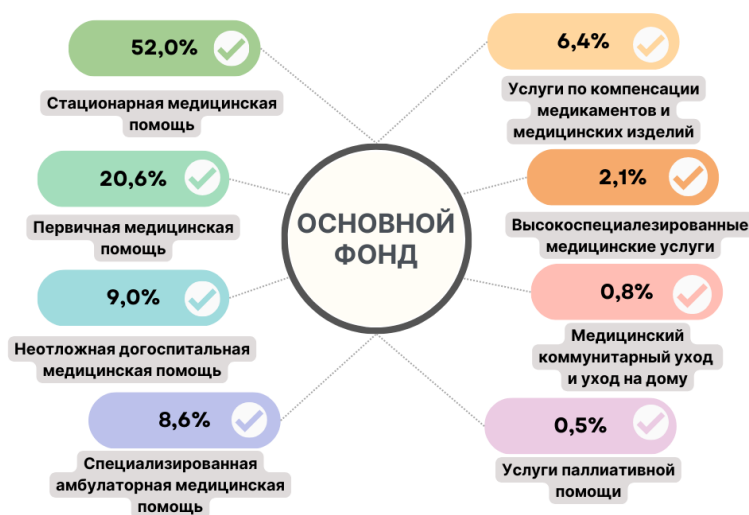 52,0%
Стационарная медицинская
помощь
20,6%
Первичная медицинская
помощь
9,0%
Неотложная догоспитальная
медицинская помощь
8,6%
Специализированная
амбулаторная медицинская
помощь
ОСНОВНОЙ
ФОНД
6,4%
Услуги по компенсации
медикаментов и
медицинских изделий
2,1%
Высокоспециалезированные
медицинские услуги
0,8%
Медицинский
коммунитарный уход
и уход на дому
0,5%
Услуги паллиативной
помощи